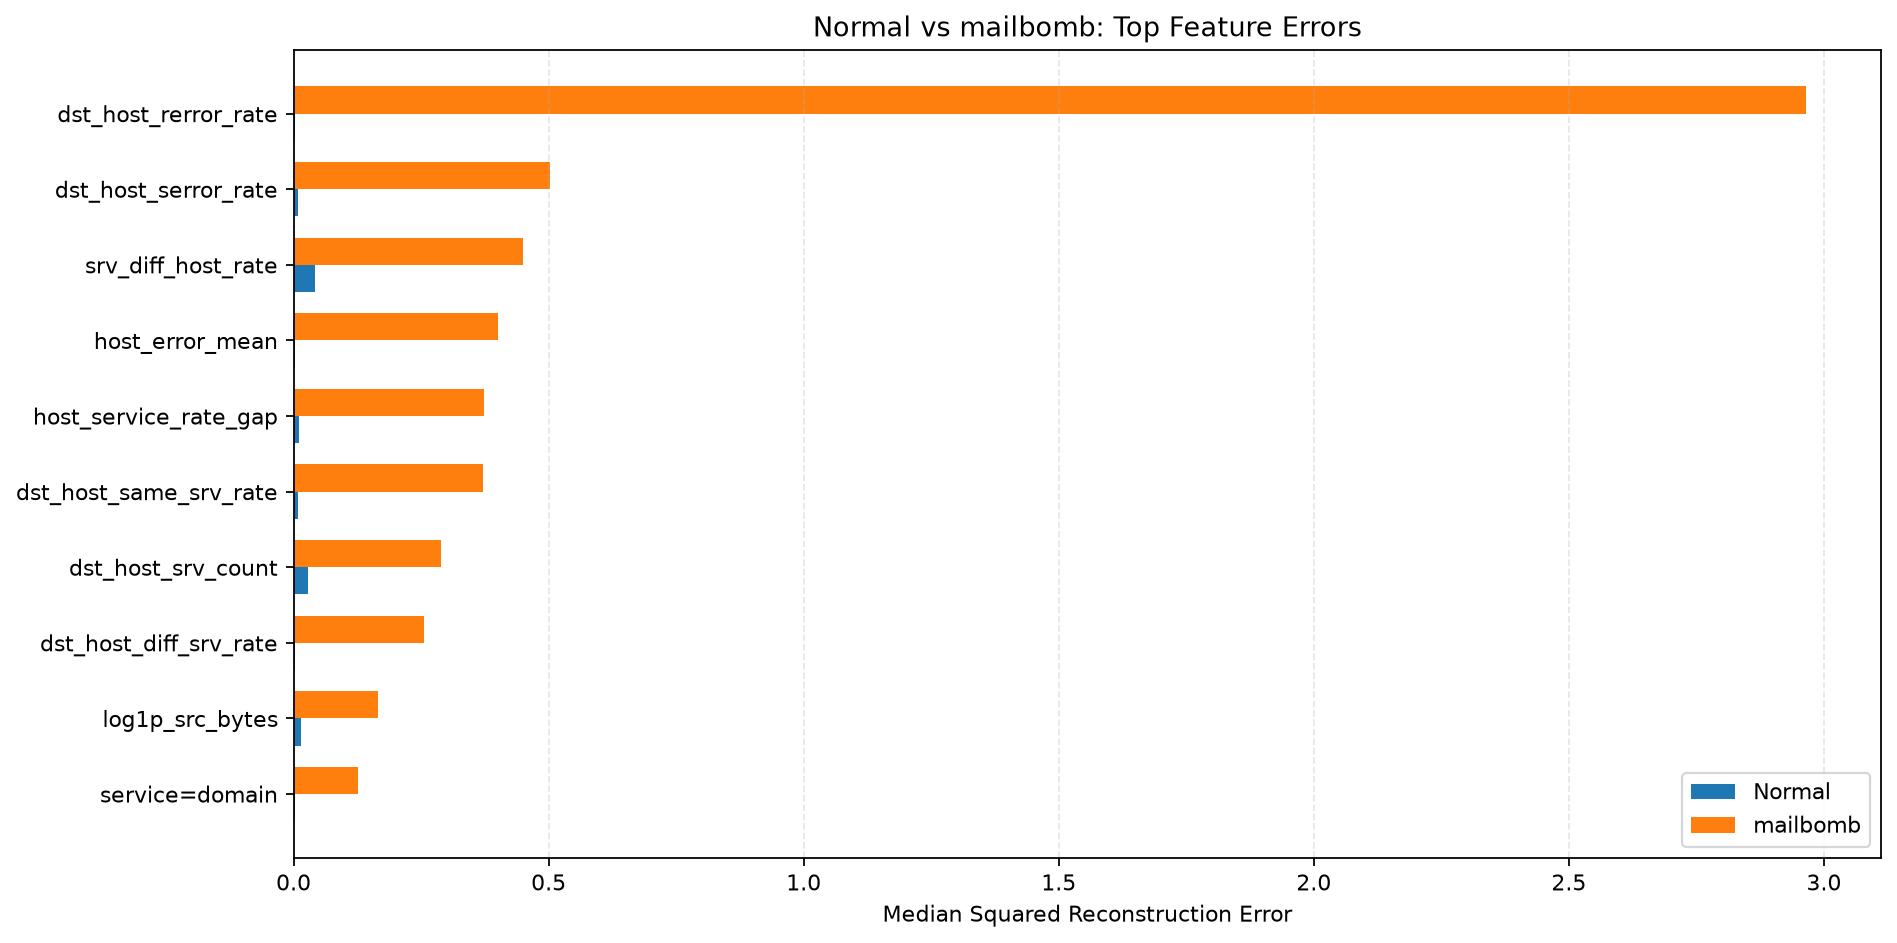 Normal vs mailbomb: Top Feature Errors
dst_host_rerror_rate
dst_host_serror_rate
srv_diff_host_rate
host_error_mean
host_service_rate_gap
dst_host_same_srv_rate
dst_host_srv_count
dst_host_diff_srv_rate
log1p_src_bytes
service=domain
Normal
mailbomb
0.0 0.5 1.0 1.5 2.0 2.5 3.0
Median Squared Reconstruction Error